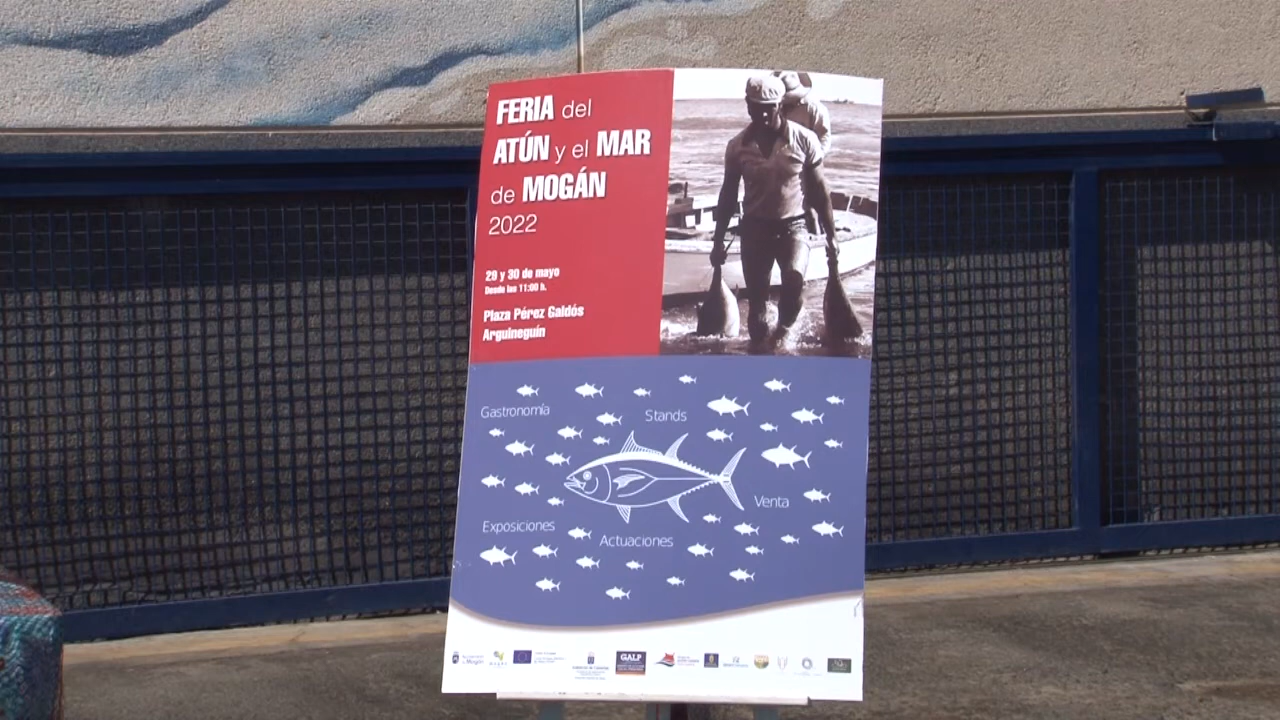 FERIA del
ATÚN y el MAR
de MOGÁN
2022
29 y 30 de mayo
Desde las 11:00 h.
Plaza Pérez Galdós
Arguineguín
Gastronomía
Stands
Venta
Exposiciones
Actuaciones
Mogán
GALP